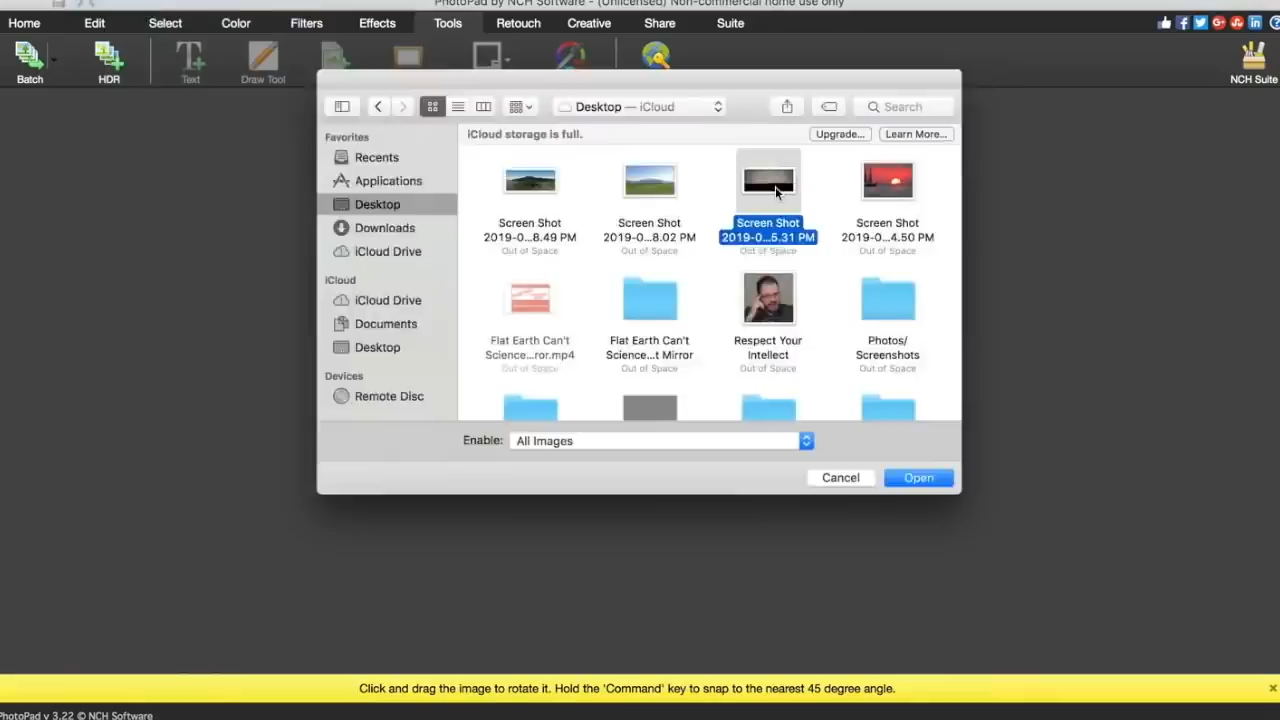 PhotoPad by NCH Software - (Unlicensed) Non-commercial home use only
Home Edit Select Color Filters Effects Tools Retouch Creative Share Suite
Batch HDR Text Draw Tool NCH Suite
Desktop — iCloud Search
Favorites
Recents
Applications
Desktop
Downloads
iCloud Drive
iCloud
iCloud Drive
Documents
Desktop
Devices
Remote Disc
iCloud storage is full. Upgrade... Learn More...
Screen Shot
2019-0...8.49 PM
Out of Space
Screen Shot
2019-0...8.02 PM
Out of Space
Screen Shot
2019-0...5.31 PM
Out of Space
Screen Shot
2019-0...4.50 PM
Out of Space
Flat Earth Can't
Science...ror.mp4
Out of Space
Flat Earth Can't
Science...t Mirror
Out of Space
Respect Your
Intellect
Out of Space
Photos/
Screenshots
Out of Space
Enable: All Images
Cancel Open
Click and drag the image to rotate it. Hold the 'Command' key to snap to the nearest 45 degree angle.
PhotoPad v 3.22 © NCH Software